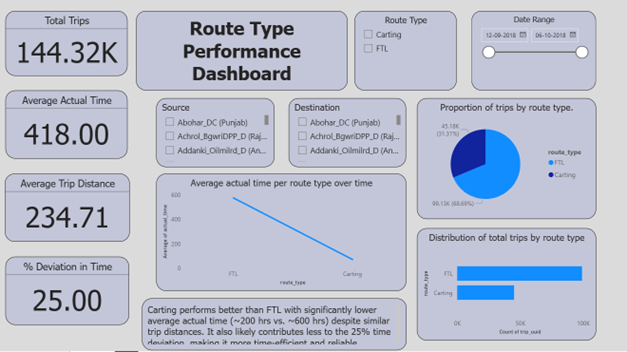 Total Trips
144.32K
Route Type
Performance
Dashboard
Route Type
Carting
FTL
Date Range
12-09-2018
06-10-2018
Average Actual Time
418.00
Source
Abohar_DC (Punjab)
Achrol_BgwriDPP_D (Raj...
Addanki_Oilmilrd_D (An...
Destination
Abohar_DC (Punjab)
Achrol_BgwriDPP_D (Raj...
Addanki_Oilmilrd_D (An...
Proportion of trips by route type.
45.18K
(31.31%)
99.13K (68.69%)
route_type
FTL
Carting
Average Trip Distance
234.71
Average actual time per route type over time
Average of actual_time
600
400
200
0
FTL
Carting
route_type
% Deviation in Time
25.00
Distribution of total trips by route type
route_type
FTL
Carting
0K
50K
100K
Count of trip_uuid
Carting performs better than FTL with significantly lower
average actual time (~200 hrs vs. ~600 hrs) despite similar
trip distances. It also likely contributes less to the 25% time
deviation, making it more time-efficient and reliable